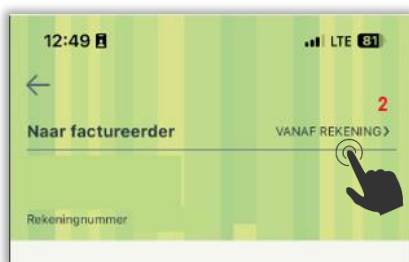 12:49 LTE 81
2
Naar factureerder VANAF REKENING >
Rekeningnummer